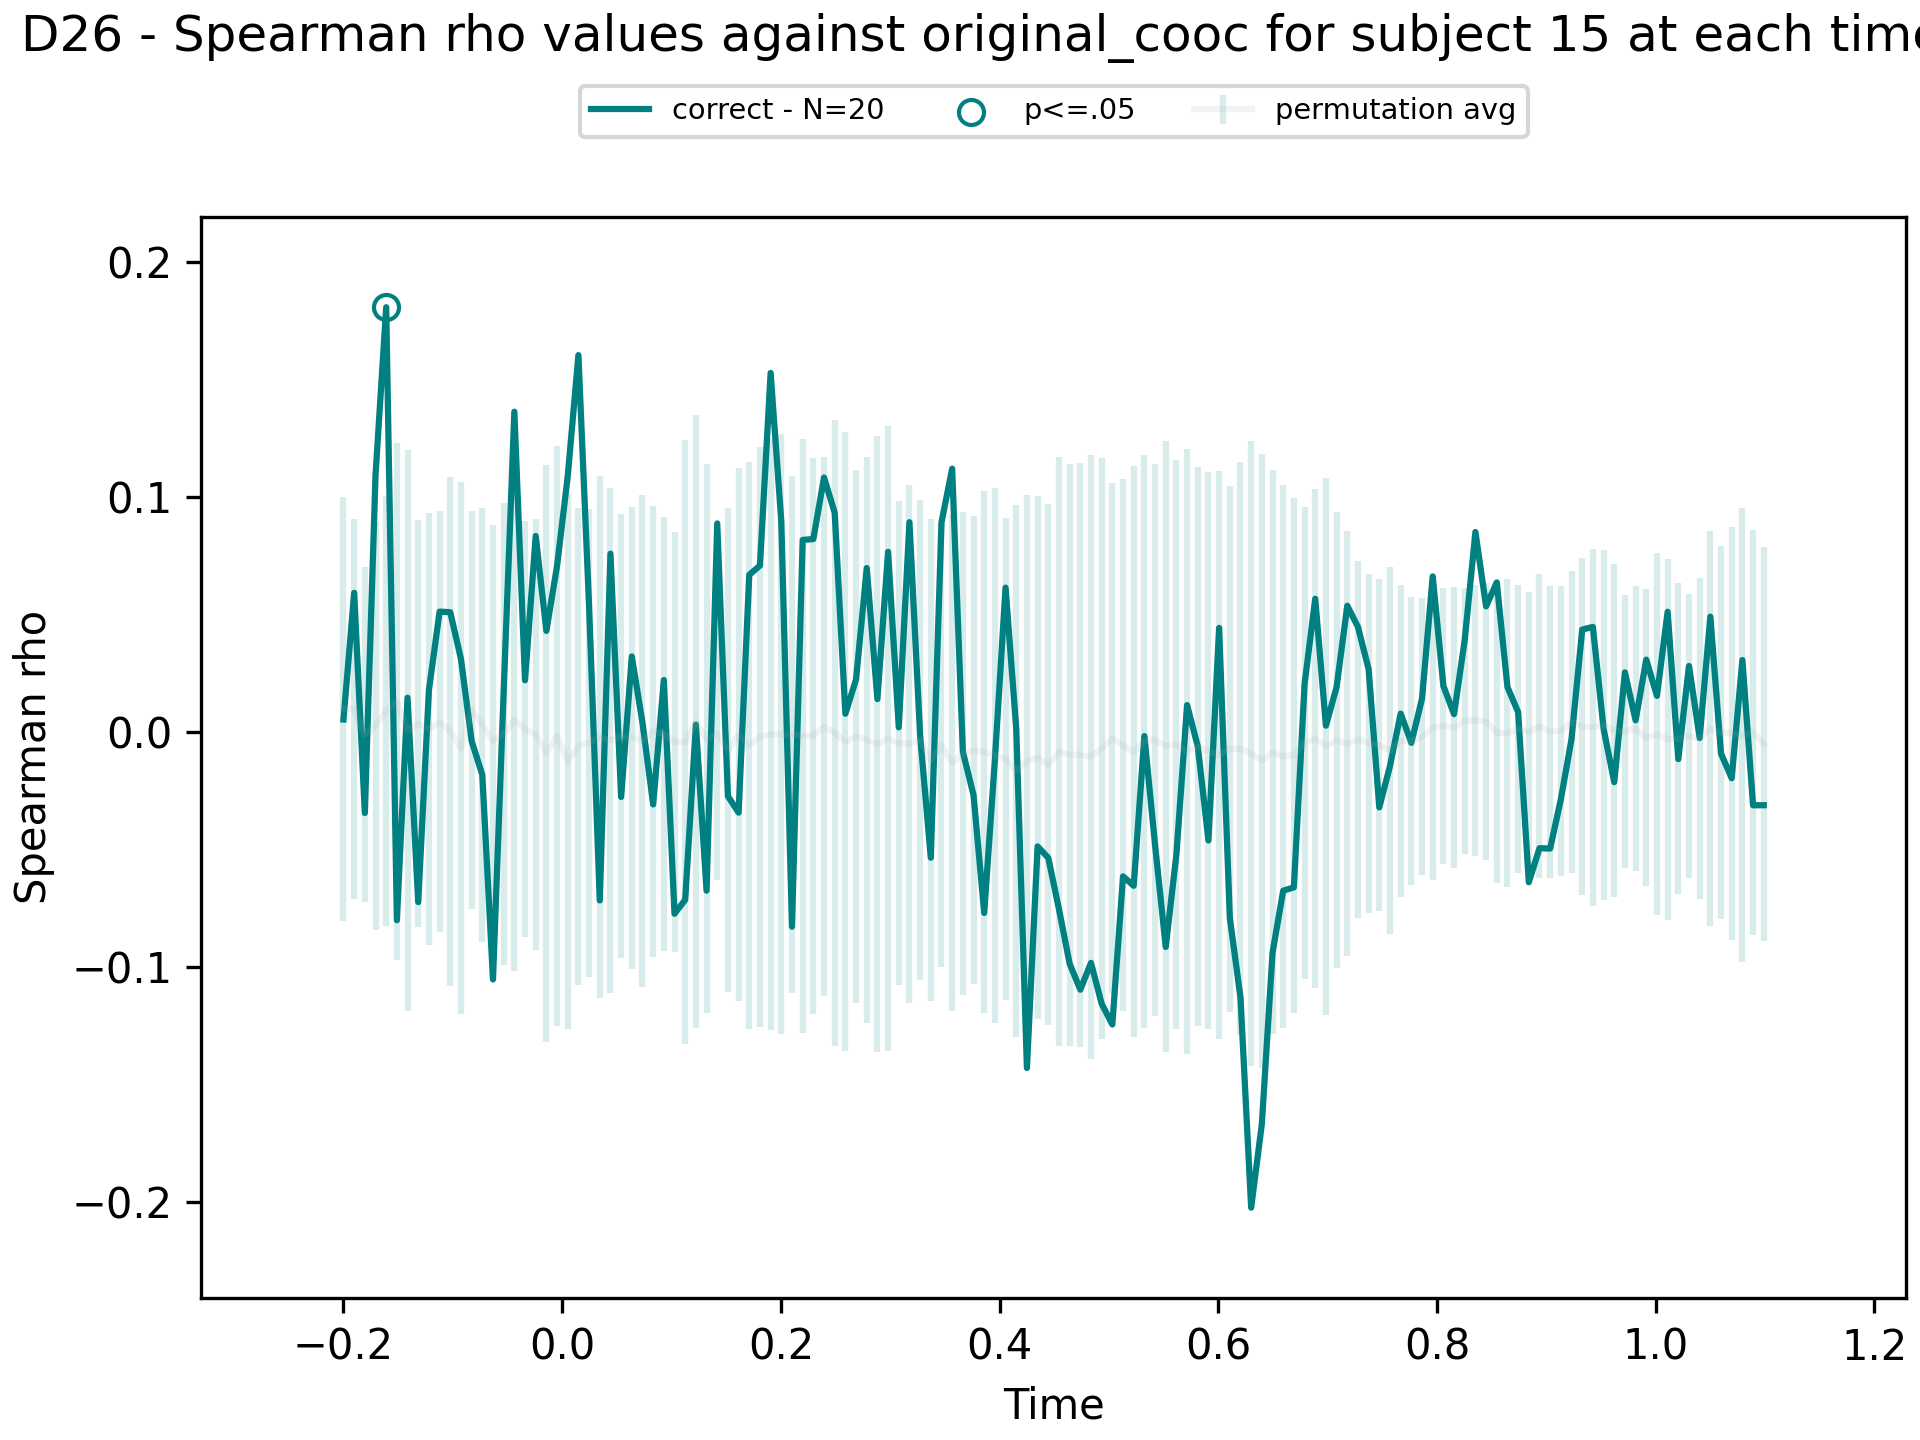 D26 - Spearman rho values against original_cooc for subject 15 at each time
correct - N=20 p<=.05 permutation avg
0.2
0.1
0.0
−0.1
−0.2
Spearman rho
−0.2 0.0 0.2 0.4 0.6 0.8 1.0 1.2
Time